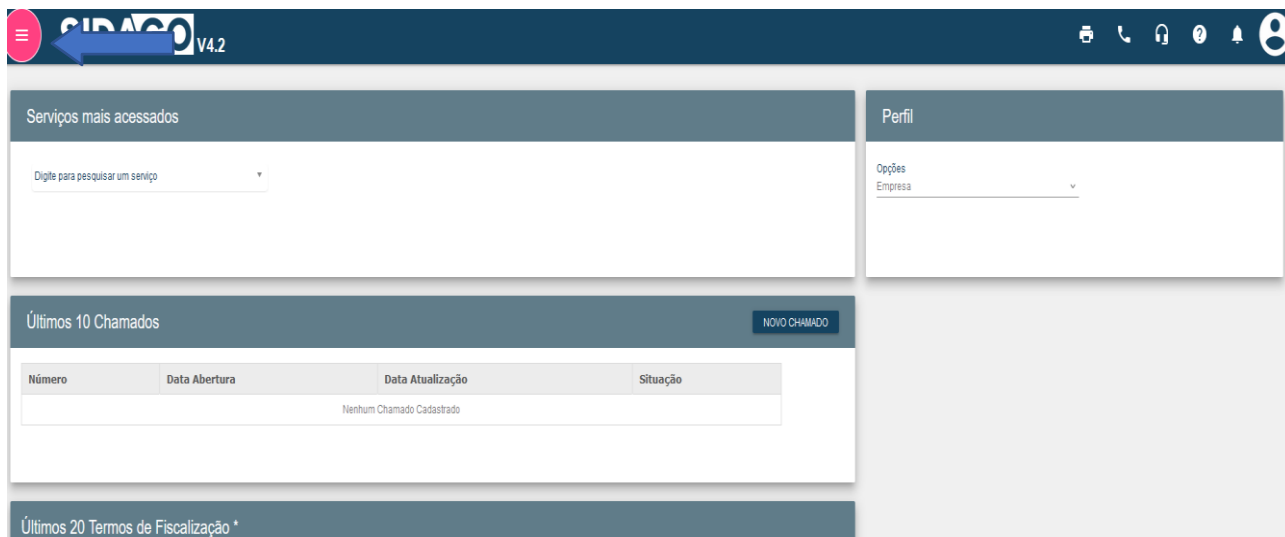 SIDAGO V4.2
Serviços mais acessados
Digite para pesquisar um serviço
Perfil
Opções
Empresa
Últimos 10 Chamados
NOVO CHAMADO
Número Data Abertura Data Atualização Situação
Nenhum Chamado Cadastrado
Últimos 20 Termos de Fiscalização *